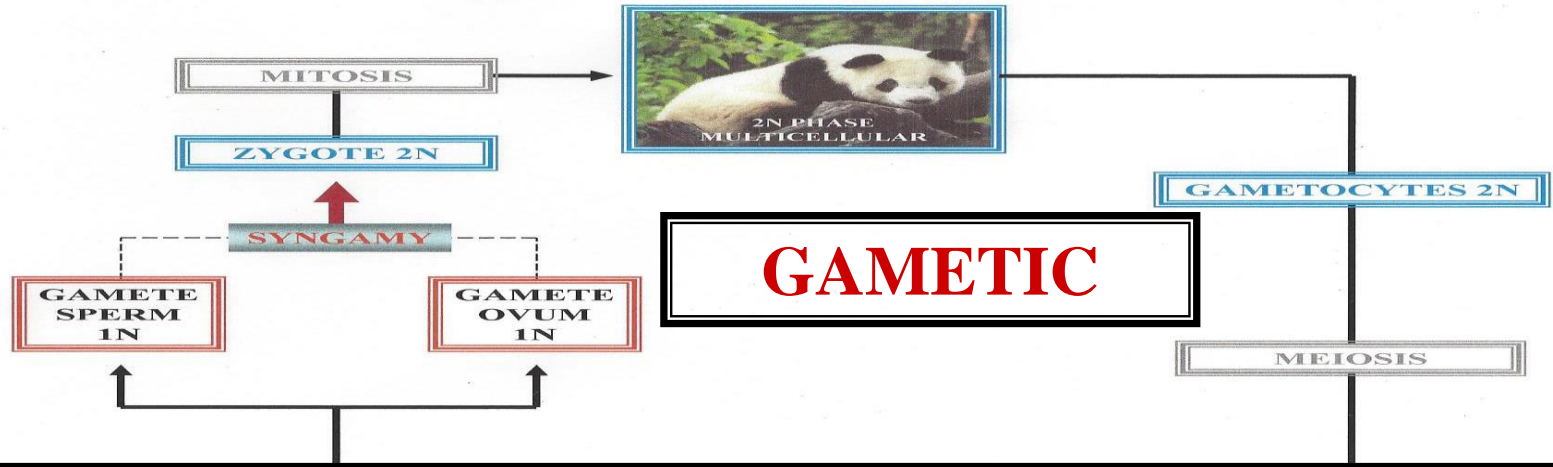 MITOSIS
ZYGOTE 2N
SYNGAMY
GAMETE
SPERM
1N
GAMETE
OVUM
1N
2N PHASE
MULTICELLULAR
GAMETIC
GAMETOCYTES 2N
MEIOSIS